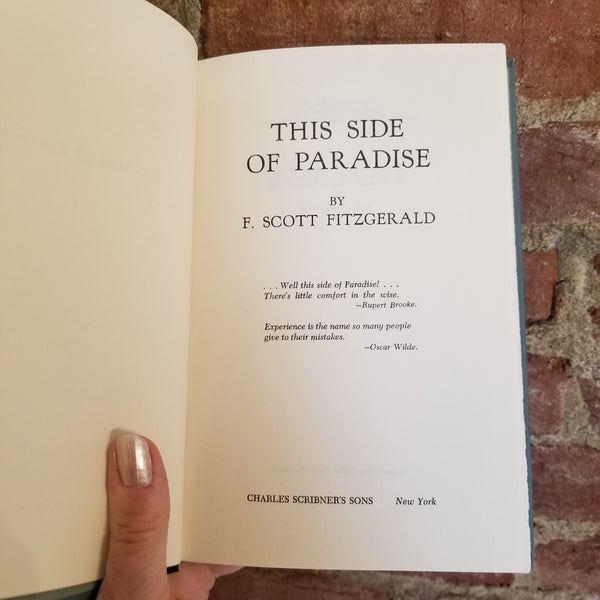 THIS SIDE
OF PARADISE
BY
F. SCOTT FITZGERALD
. . . Well this side of Paradise! . . .
There's little comfort in the wise.
—Rupert Brooke.
Experience is the name so many people
give to their mistakes.
—Oscar Wilde.
CHARLES SCRIBNER'S SONS New York